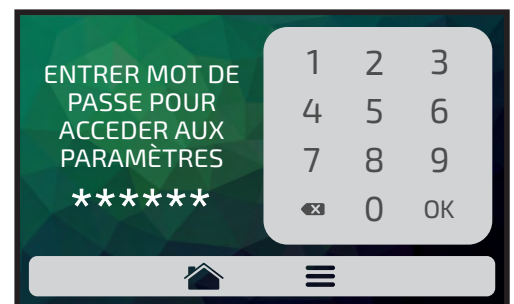 ENTRER MOT DE
PASSE POUR
ACCEDER AUX
PARAMÈTRES
******
1 2 3
4 5 6
7 8 9
0 OK